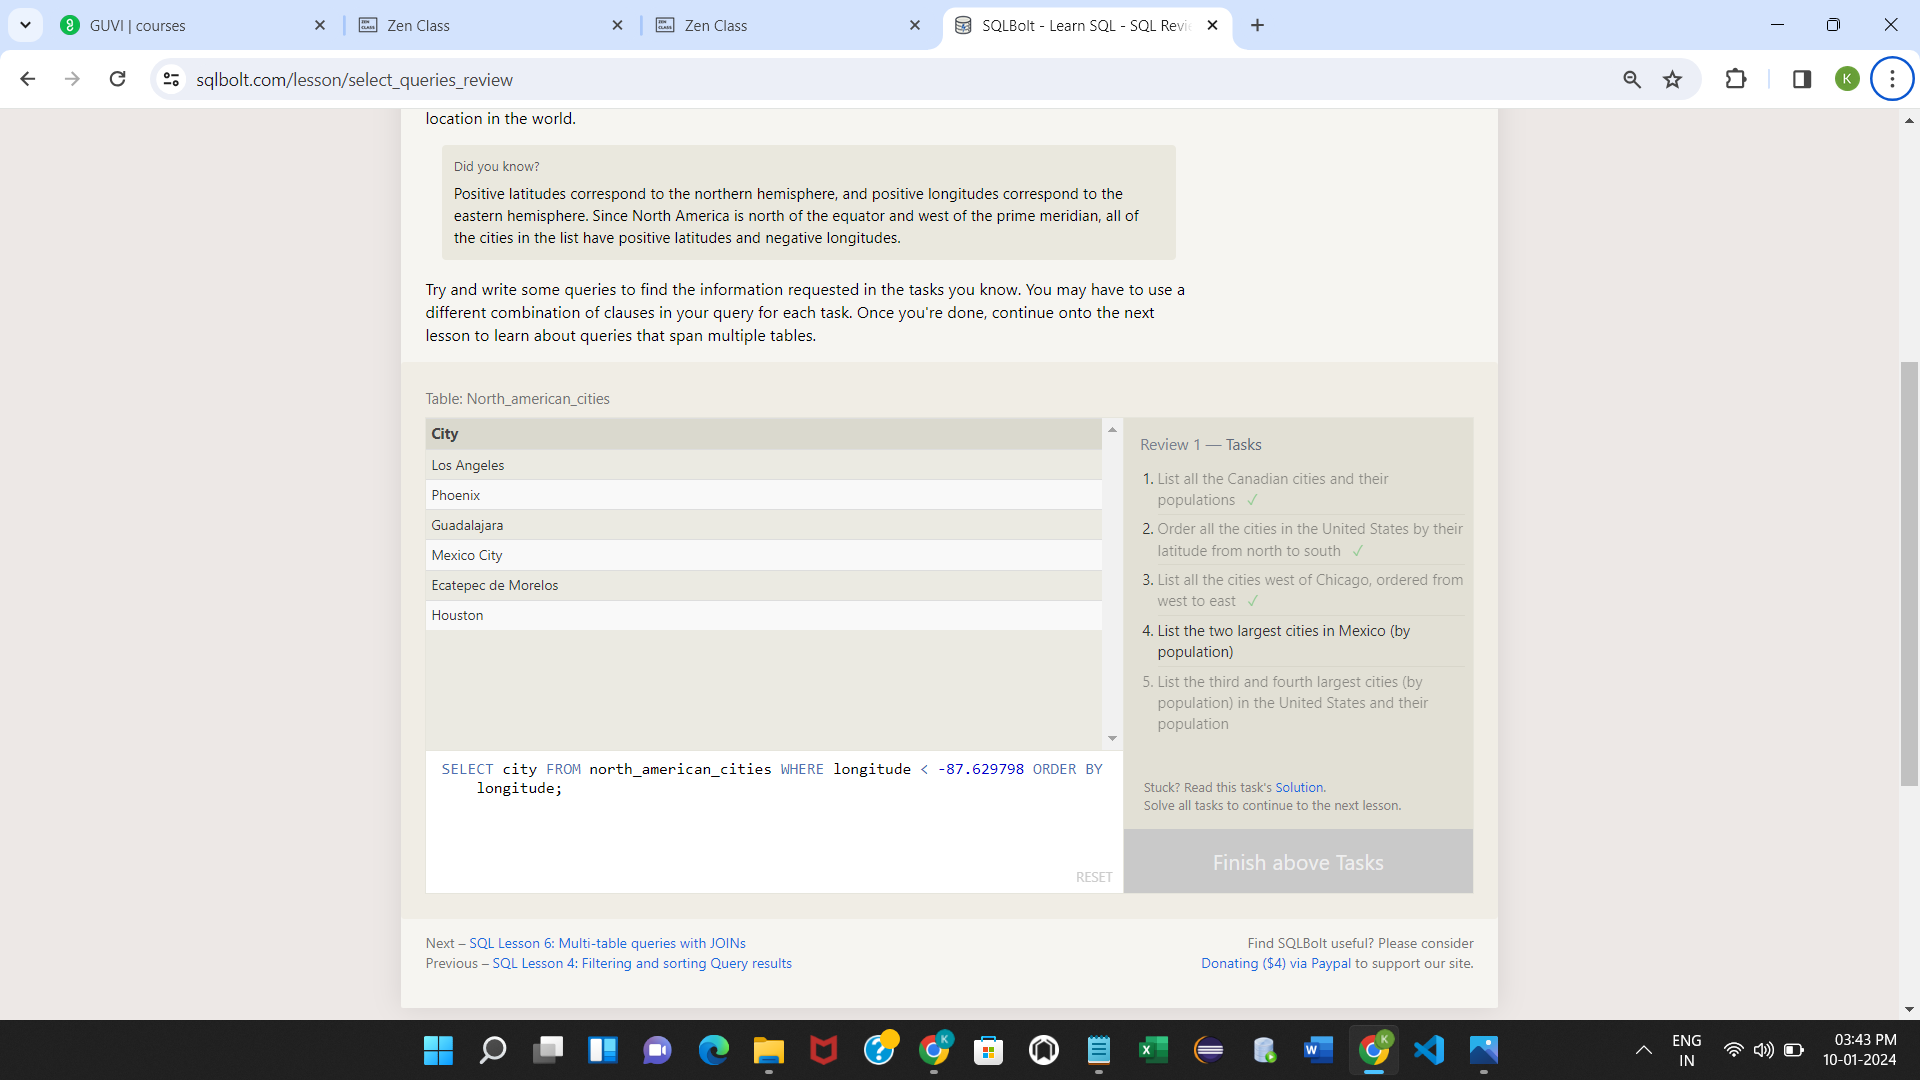 GUVI | courses
Zen Class
Zen Class
SQLBolt - Learn SQL - SQL Revie
sqlbolt.com/lesson/select_queries_review
K
location in the world.
Did you know?
Positive latitudes correspond to the northern hemisphere, and positive longitudes correspond to the
eastern hemisphere. Since North America is north of the equator and west of the prime meridian, all of
the cities in the list have positive latitudes and negative longitudes.
Try and write some queries to find the information requested in the tasks you know. You may have to use a
different combination of clauses in your query for each task. Once you're done, continue onto the next
lesson to learn about queries that span multiple tables.
Table: North_american_cities
City
Los Angeles
Phoenix
Guadalajara
Mexico City
Ecatepec de Morelos
Houston
SELECT city FROM north_american_cities WHERE longitude < -87.629798 ORDER BY
longitude;
RESET
Review 1 — Tasks
1. List all the Canadian cities and their
populations ✓
2. Order all the cities in the United States by their
latitude from north to south ✓
3. List all the cities west of Chicago, ordered from
west to east ✓
4. List the two largest cities in Mexico (by
population)
5. List the third and fourth largest cities (by
population) in the United States and their
population
Stuck? Read this task's Solution.
Solve all tasks to continue to the next lesson.
Finish above Tasks
Next – SQL Lesson 6: Multi-table queries with JOINs
Previous – SQL Lesson 4: Filtering and sorting Query results
Find SQLBolt useful? Please consider
Donating ($4) via Paypal to support our site.
ENG
IN
03:43 PM
10-01-2024